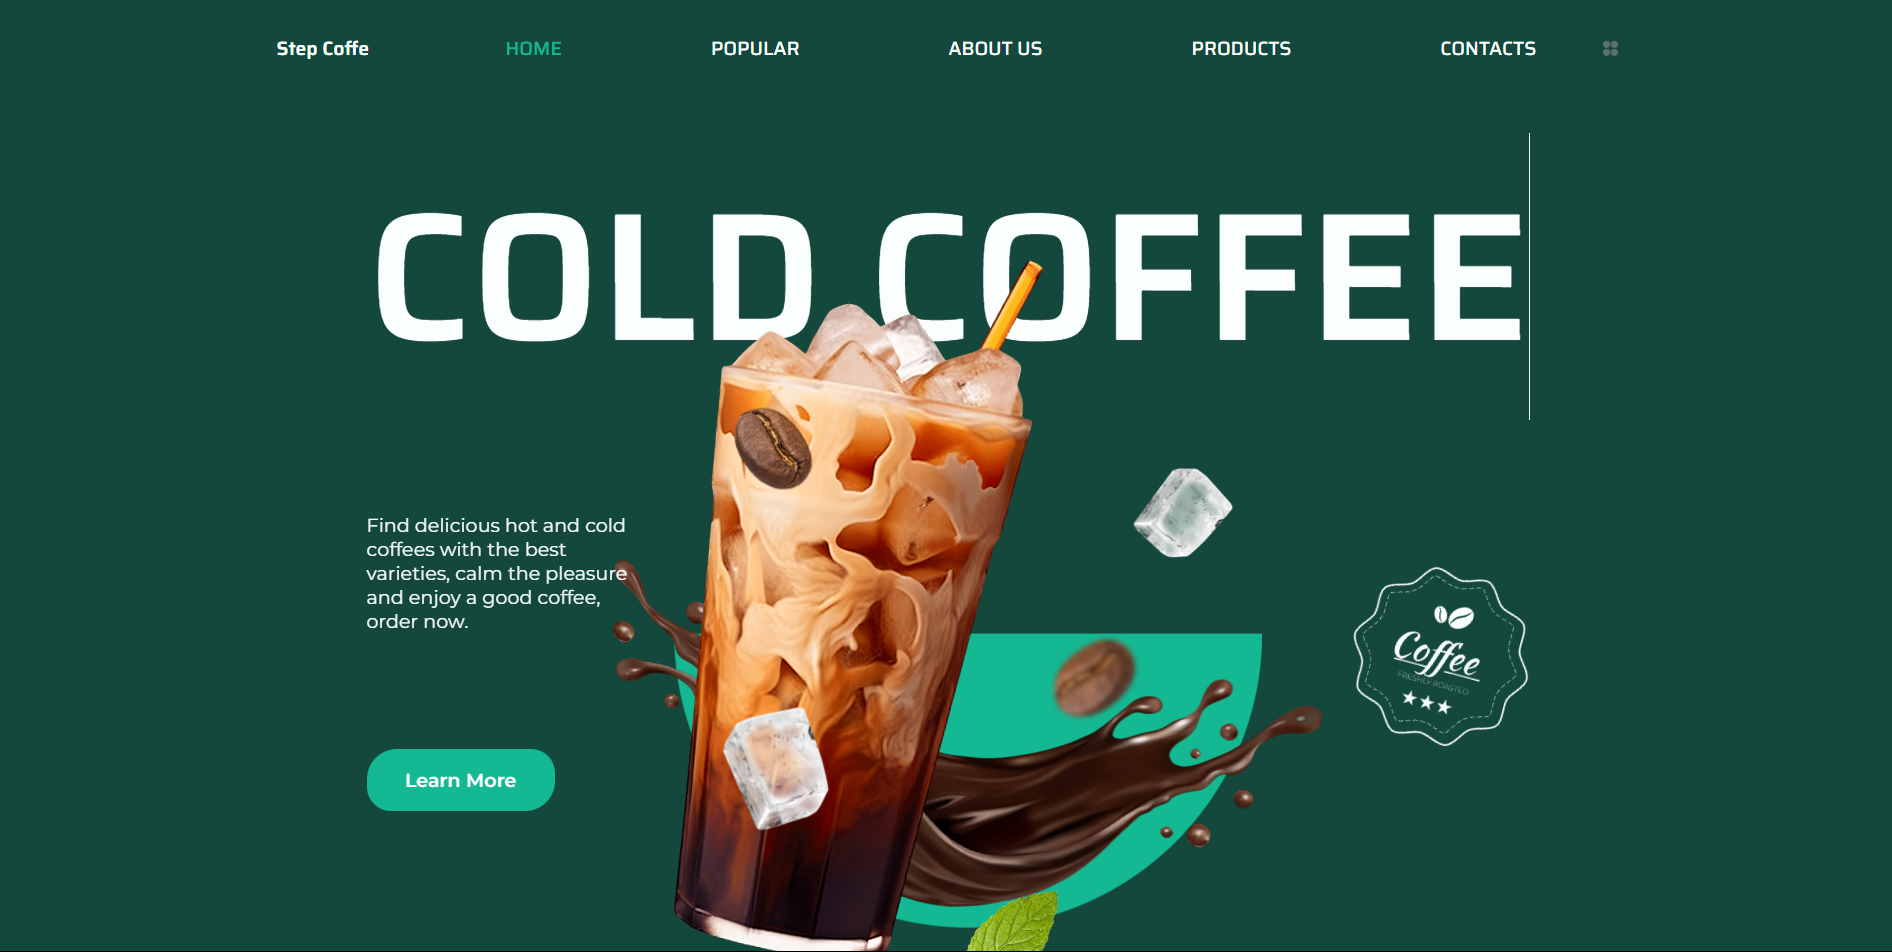 Step Coffe
HOME
POPULAR
ABOUT US
PRODUCTS
CONTACTS
COLD COFFEE
Find delicious hot and cold
coffees with the best
varieties, calm the pleasure
and enjoy a good coffee,
order now.
Learn More
Coffee
FRESHLY ROASTED